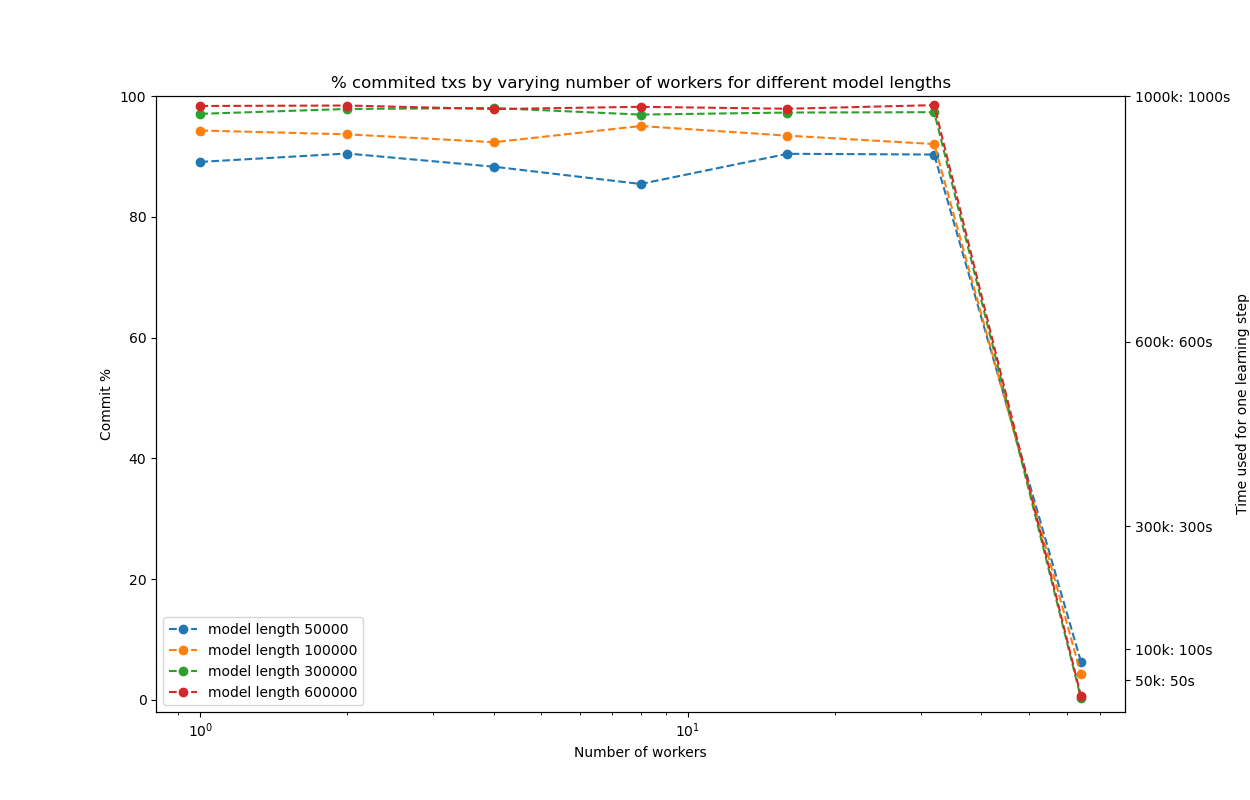 % commited txs by varying number of workers for different model lengths
100
80
60
40
20
0
Commit %
10⁰
10¹
Number of workers
1000k: 1000s
600k: 600s
300k: 300s
100k: 100s
50k: 50s
Time used for one learning step
model length 50000
model length 100000
model length 300000
model length 600000